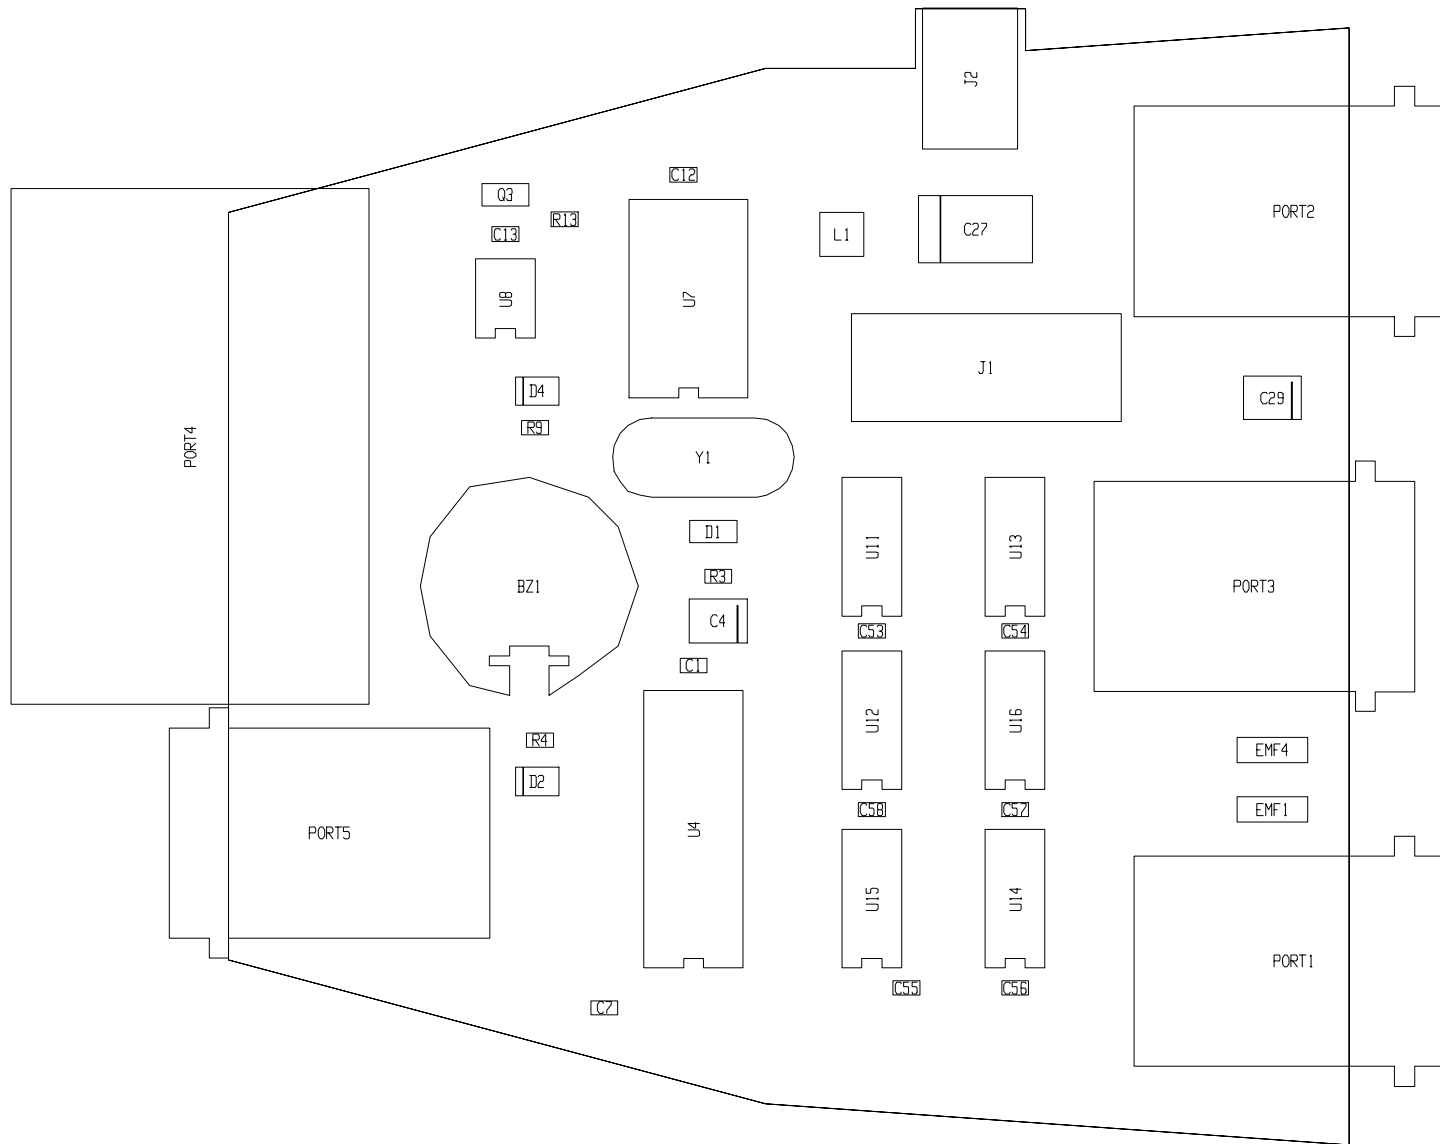 J2
C12
Q3
R13
C13
PORT2
L1
C27
U8
U7
J1
D4
C29
R9
PORT4
Y1
D1
U11
U13
R3
BZ1
PORT3
C4
C53
C54
C1
U12
U16
R4
EMF4
D2
C58
C57
EMF1
PORT5
U4
U15
U14
PORT1
C55
C56
C7